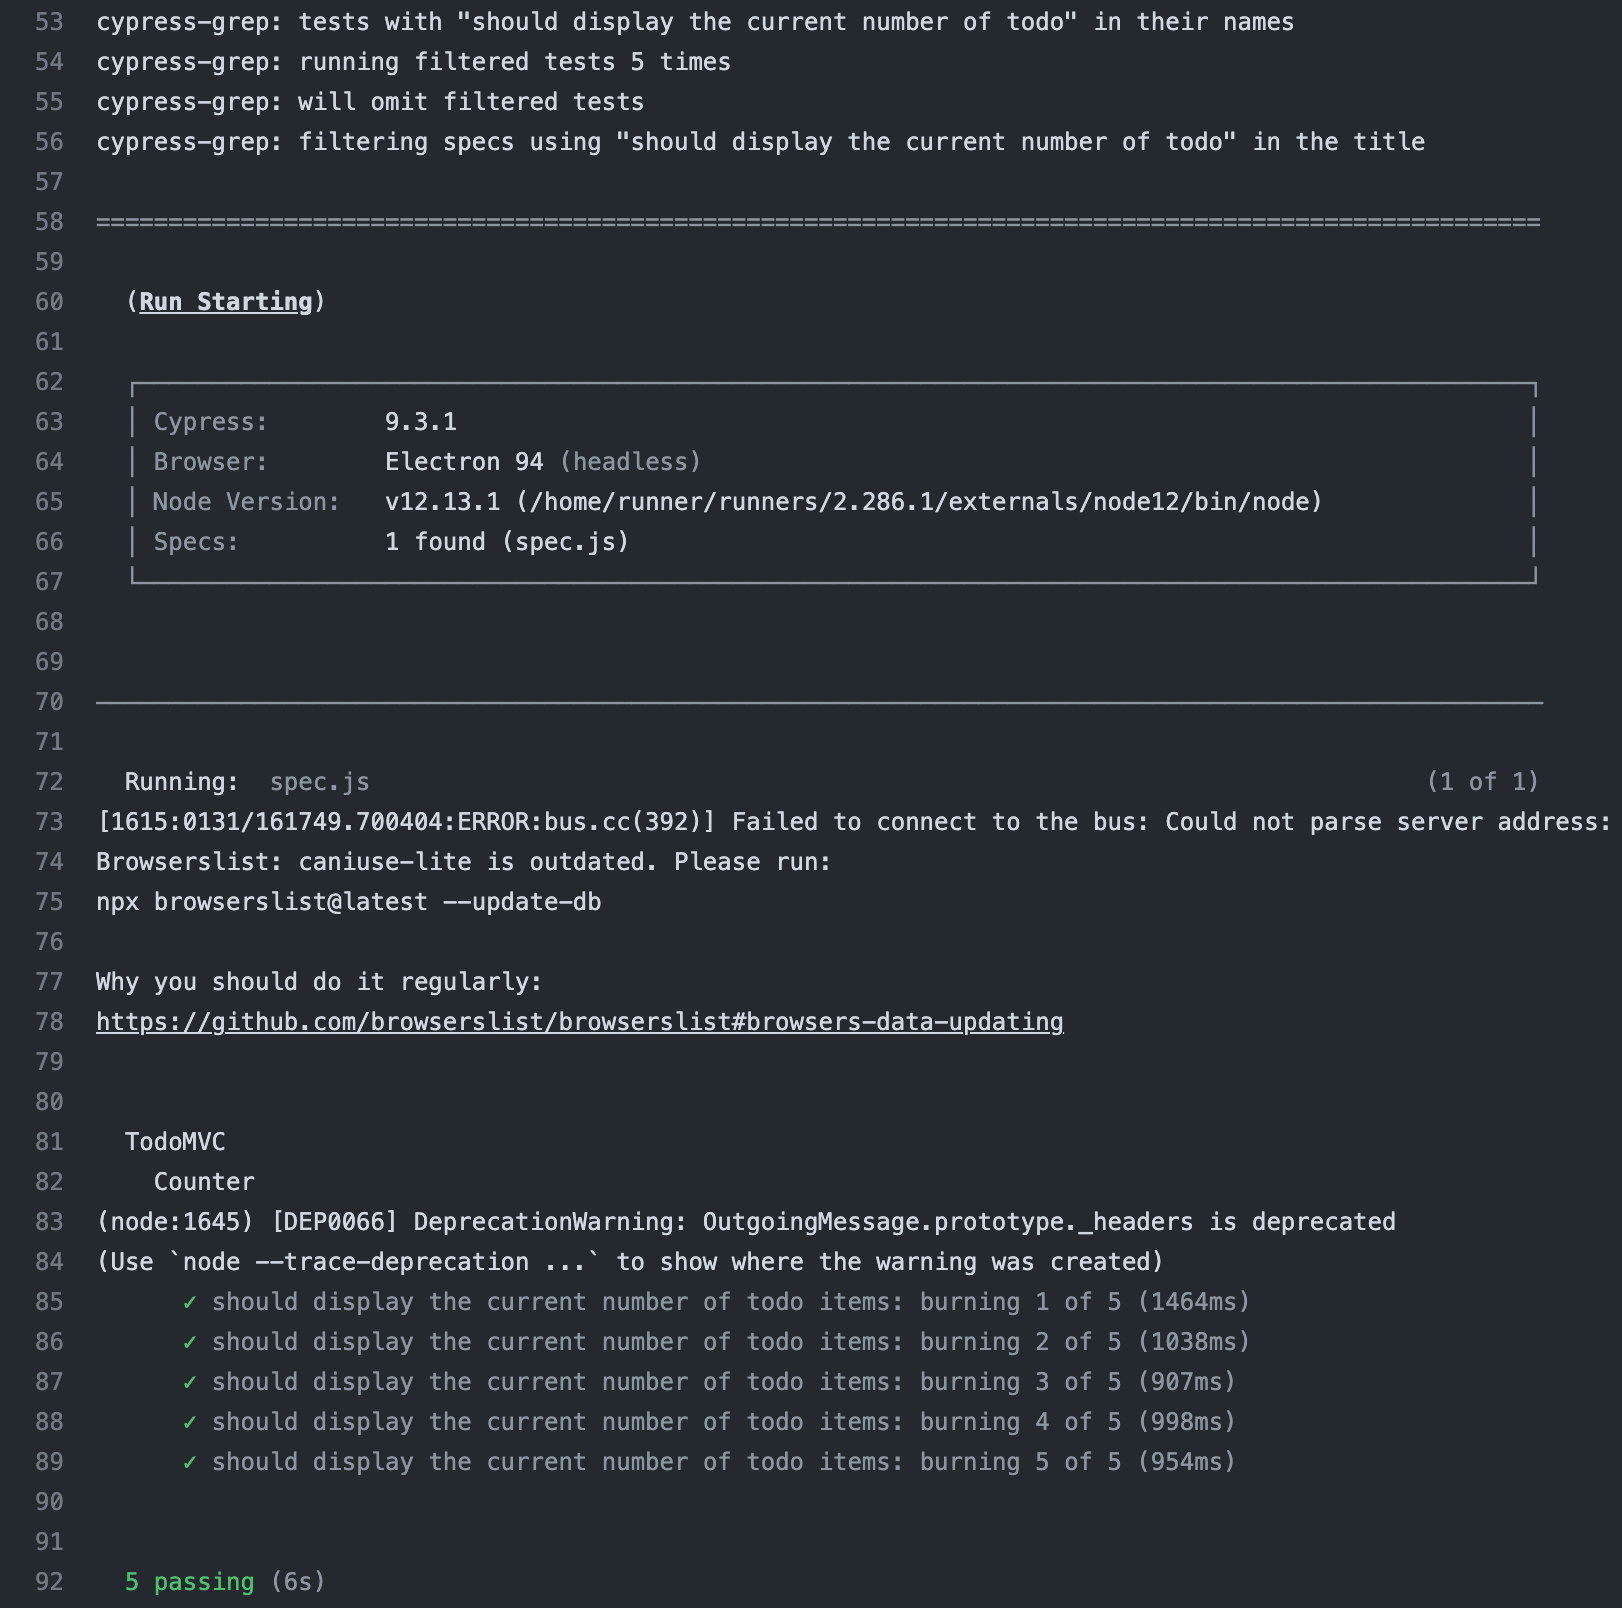 53 cypress-grep: tests with "should display the current number of todo" in their names
54 cypress-grep: running filtered tests 5 times
55 cypress-grep: will omit filtered tests
56 cypress-grep: filtering specs using "should display the current number of todo" in the title
57
58 ====================================================================================================
59
60 (Run Starting)
61
62
63 Cypress: 9.3.1
64 Browser: Electron 94 (headless)
65 Node Version: v12.13.1 (/home/runner/runners/2.286.1/externals/node12/bin/node)
66 Specs: 1 found (spec.js)
67
68
69
70
71
72 Running: spec.js (1 of 1)
73 [1615:0131/161749.700404:ERROR:bus.cc(392)] Failed to connect to the bus: Could not parse server address:
74 Browserslist: caniuse-lite is outdated. Please run:
75 npx browserslist@latest --update-db
76
77 Why you should do it regularly:
78 https://github.com/browserslist/browserslist#browsers-data-updating
79
80
81 TodoMVC
82 Counter
83 (node:1645) [DEP0066] DeprecationWarning: OutgoingMessage.prototype._headers is deprecated
84 (Use `node --trace-deprecation ...` to show where the warning was created)
85 ✓ should display the current number of todo items: burning 1 of 5 (1464ms)
86 ✓ should display the current number of todo items: burning 2 of 5 (1038ms)
87 ✓ should display the current number of todo items: burning 3 of 5 (907ms)
88 ✓ should display the current number of todo items: burning 4 of 5 (998ms)
89 ✓ should display the current number of todo items: burning 5 of 5 (954ms)
90
91
92 5 passing (6s)